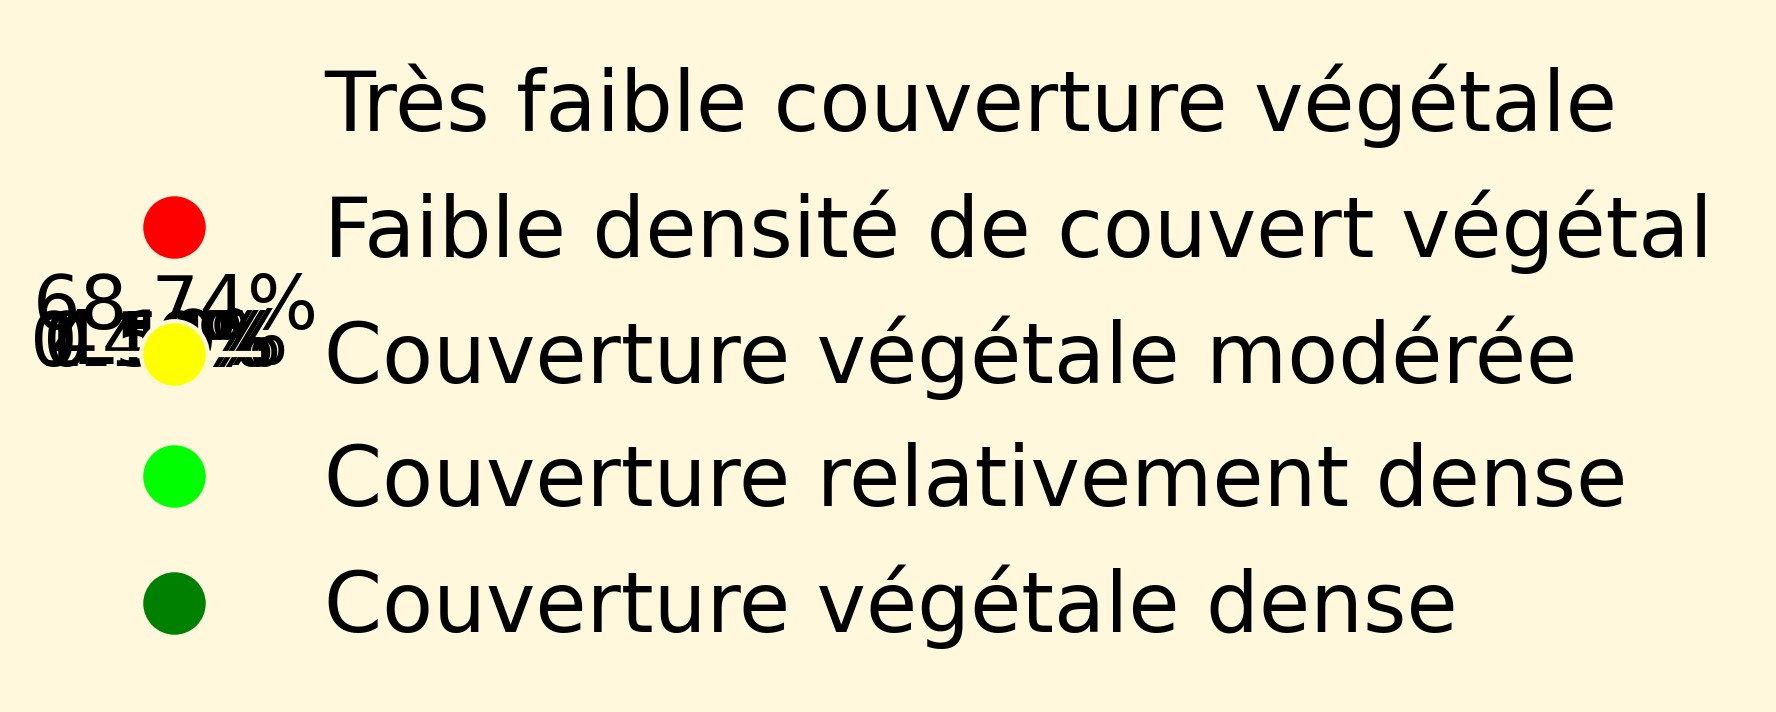 Très faible couverture végétale
Faible densité de couvert végétal
68.74%
Couverture végétale modérée
Couverture relativement dense
Couverture végétale dense